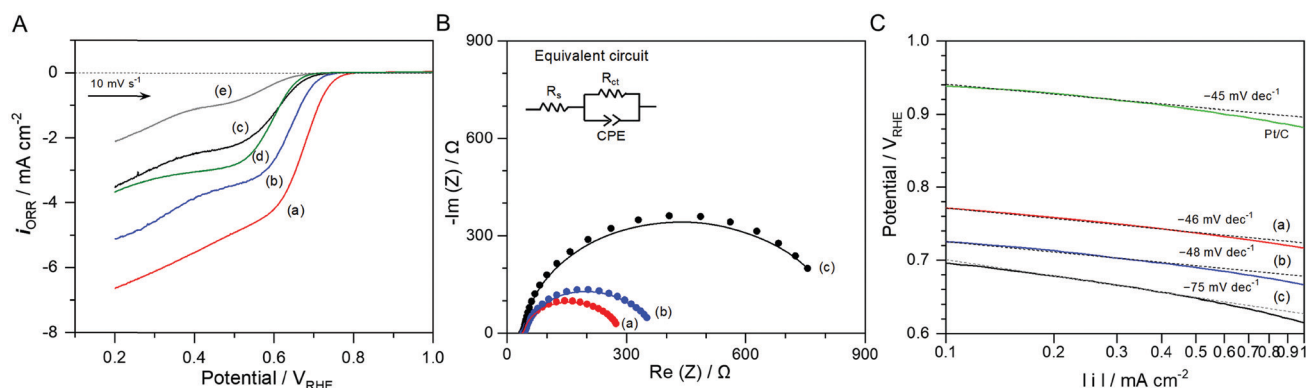 A
0
-2
-4
-6
-8
i_ORR / mA cm⁻²
10 mV s⁻¹
(e)
(c)
(d)
(b)
(a)
0.2 0.4 0.6 0.8 1.0
Potential / V_RHE
B
900
600
300
0
-Im (Z) / Ω
Equivalent circuit
R_ct
R_s
CPE
(c)
(b)
(a)
0 300 600 900
Re (Z) / Ω
C
1.0
0.9
0.8
0.7
0.6
Potential / V_RHE
−45 mV dec⁻¹
Pt/C
−46 mV dec⁻¹
(a)
−48 mV dec⁻¹
(b)
−75 mV dec⁻¹
(c)
0.1 0.2 0.3 0.4 0.5 0.6 0.70.8 0.91
I i I / mA cm⁻²